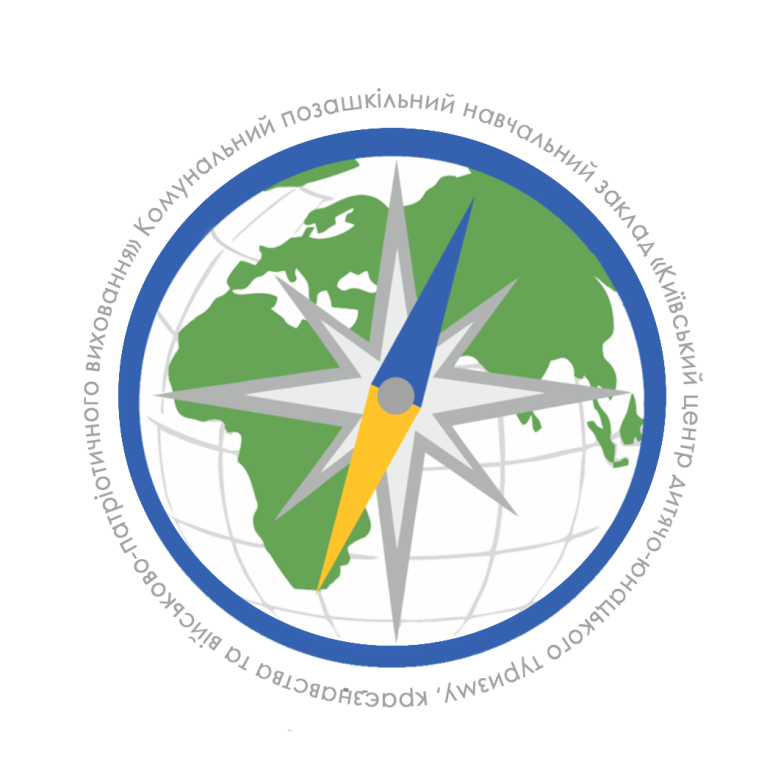 Комунальний позашкільний навчальний заклад «Київський центр дитячо-юнацького туризму, краєзнавства та військово-патріотичного виховання»